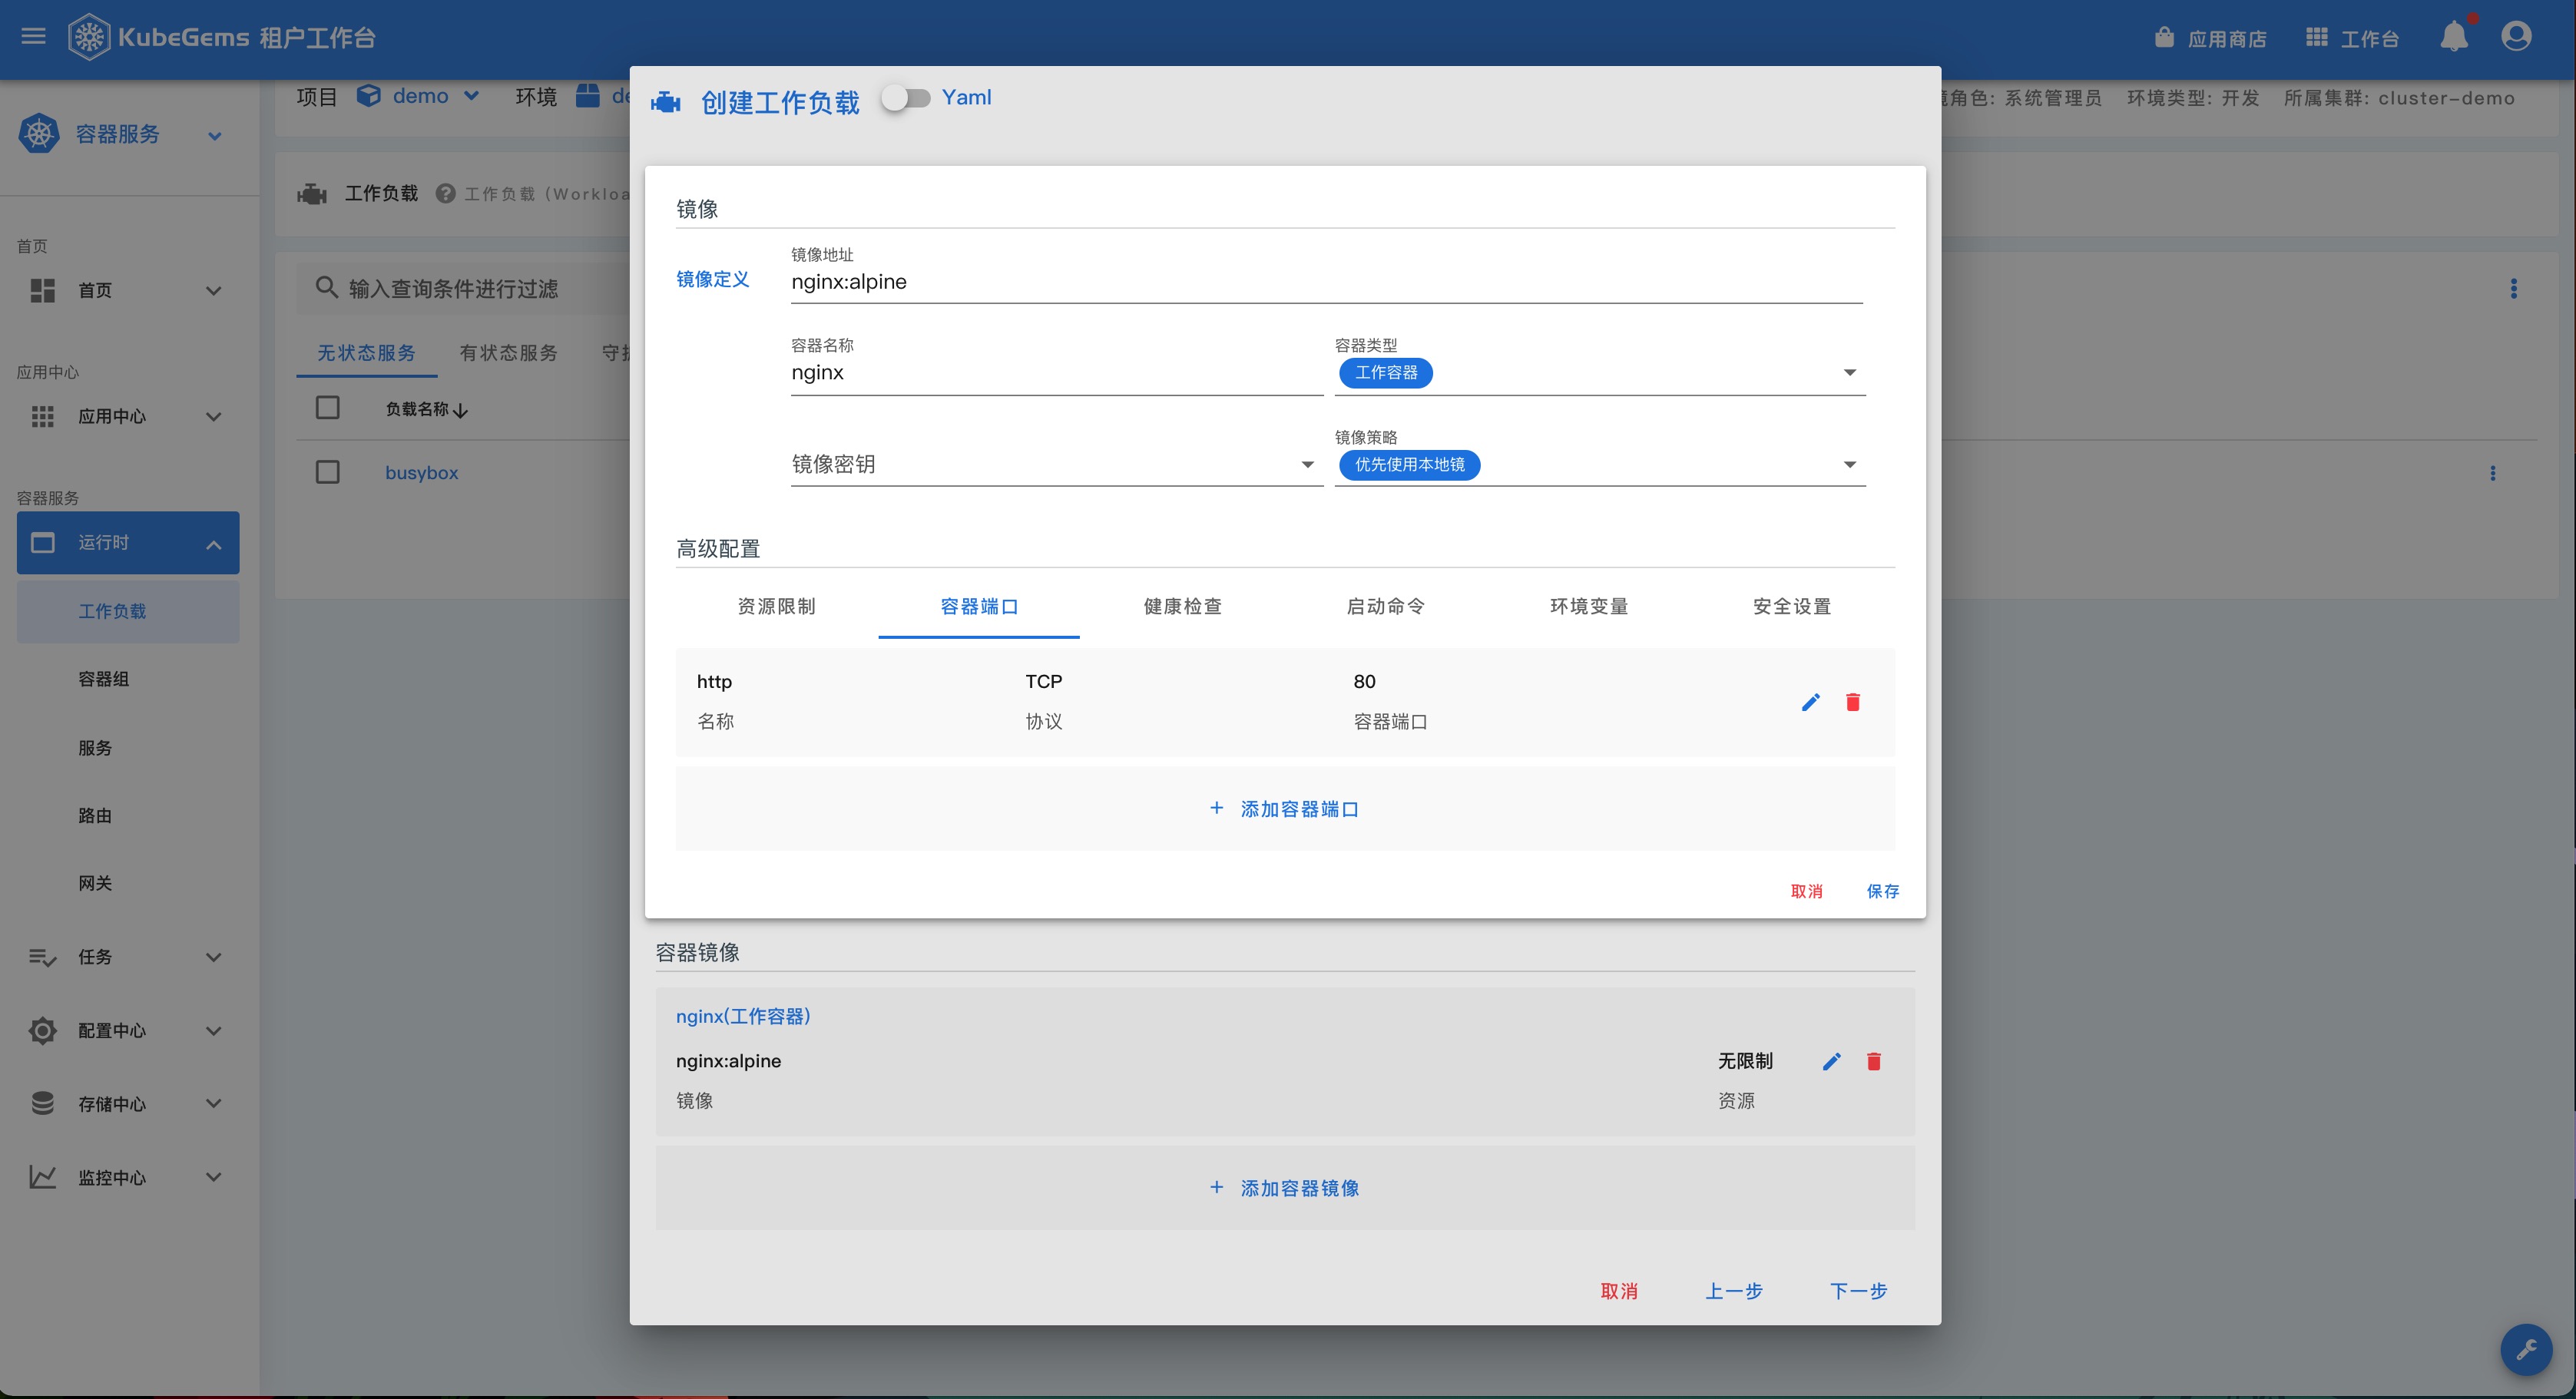 KubeGems 租户工作台
应用商店
工作台
项目
demo
环境
角色: 系统管理员
环境类型: 开发
所属集群: cluster-demo
容器服务
首页
首页
应用中心
应用中心
容器服务
运行时
工作负载
容器组
服务
路由
网关
任务
配置中心
存储中心
监控中心
工作负载
工作负载 (Workloa
输入查询条件进行过滤
无状态服务
有状态服务
负载名称
busybox
创建工作负载
Yaml
镜像
镜像定义
镜像地址
nginx:alpine
容器名称
nginx
容器类型
工作容器
镜像密钥
镜像策略
优先使用本地镜
高级配置
资源限制
容器端口
健康检查
启动命令
环境变量
安全设置
http
TCP
80
名称
协议
容器端口
+ 添加容器端口
取消
保存
容器镜像
nginx(工作容器)
nginx:alpine
无限制
镜像
资源
+ 添加容器镜像
取消
上一步
下一步